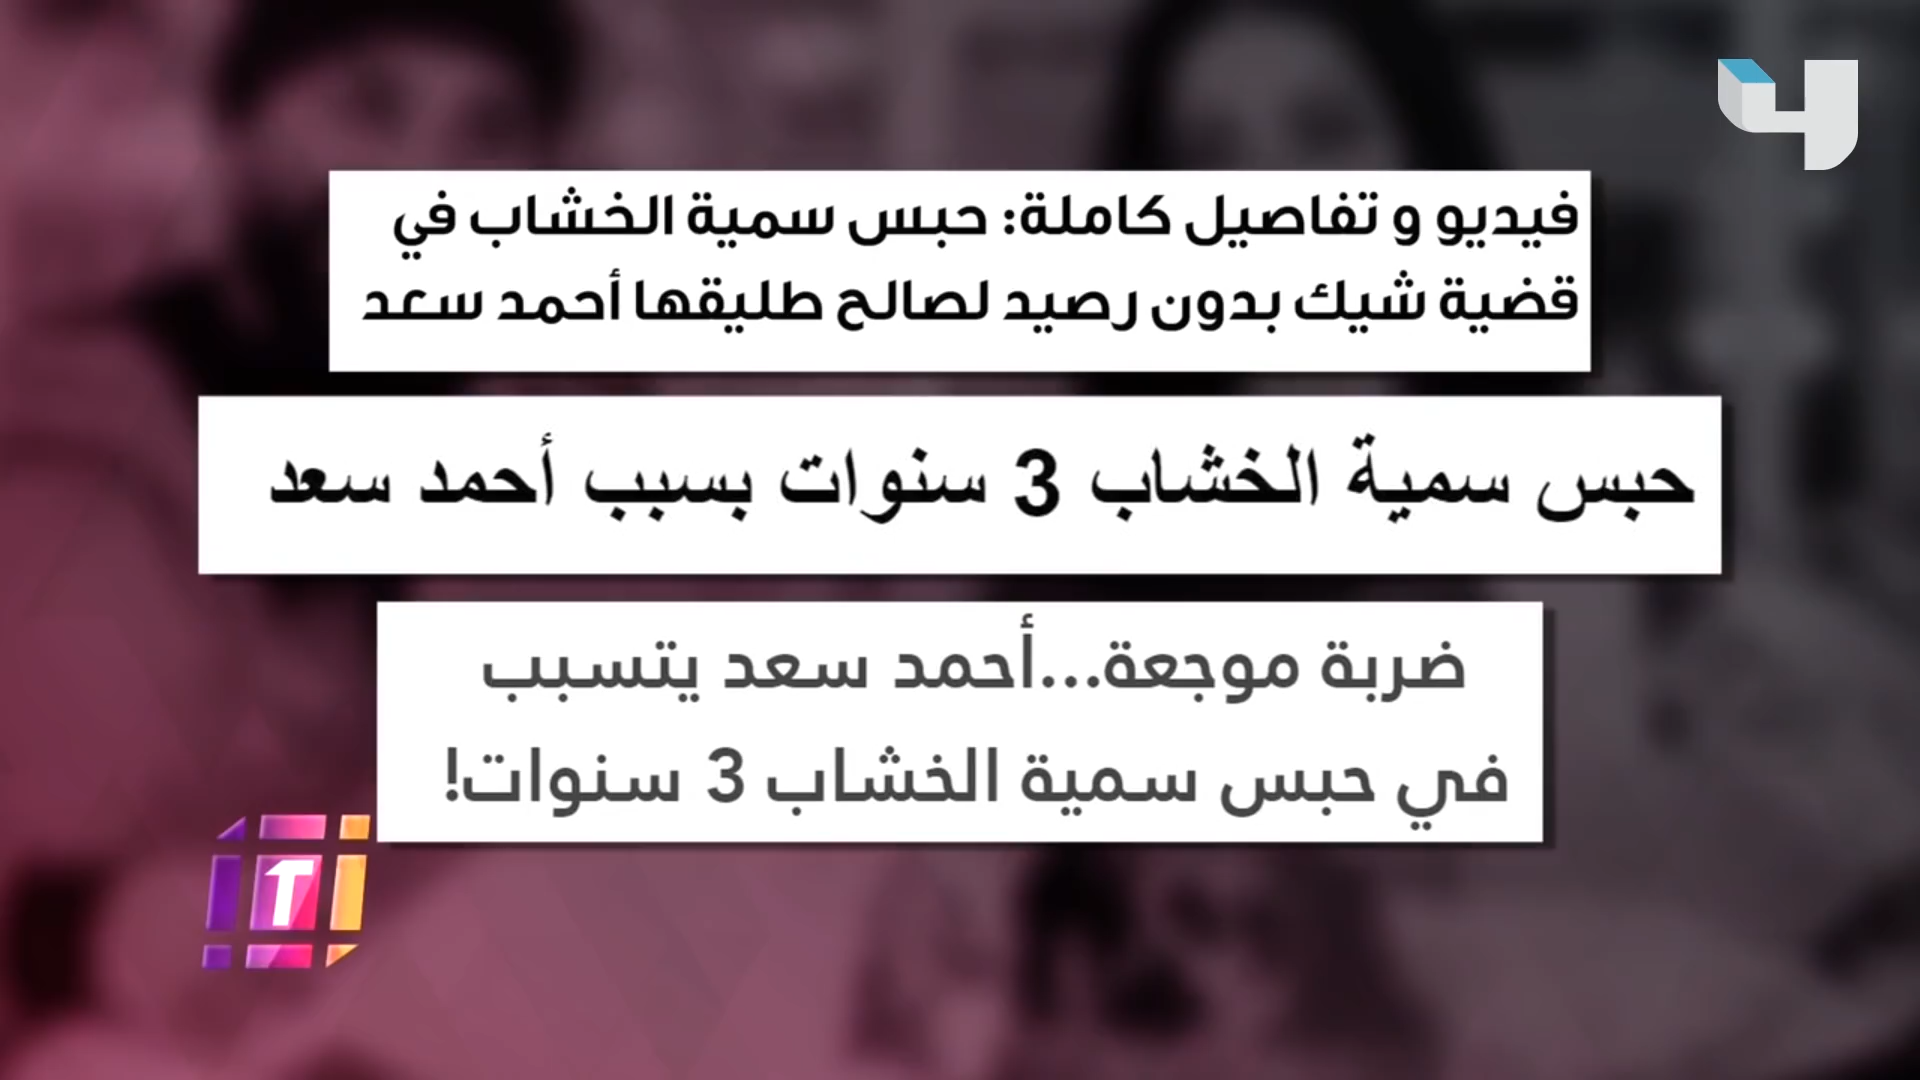 فيديو و تفاصيل كاملة: حبس سمية الخشاب في
قضية شيك بدون رصيد لصالح طليقها أحمد سعد
حبس سمية الخشاب 3 سنوات بسبب أحمد سعد
ضربة موجعة...أحمد سعد يتسبب
في حبس سمية الخشاب 3 سنوات!
T